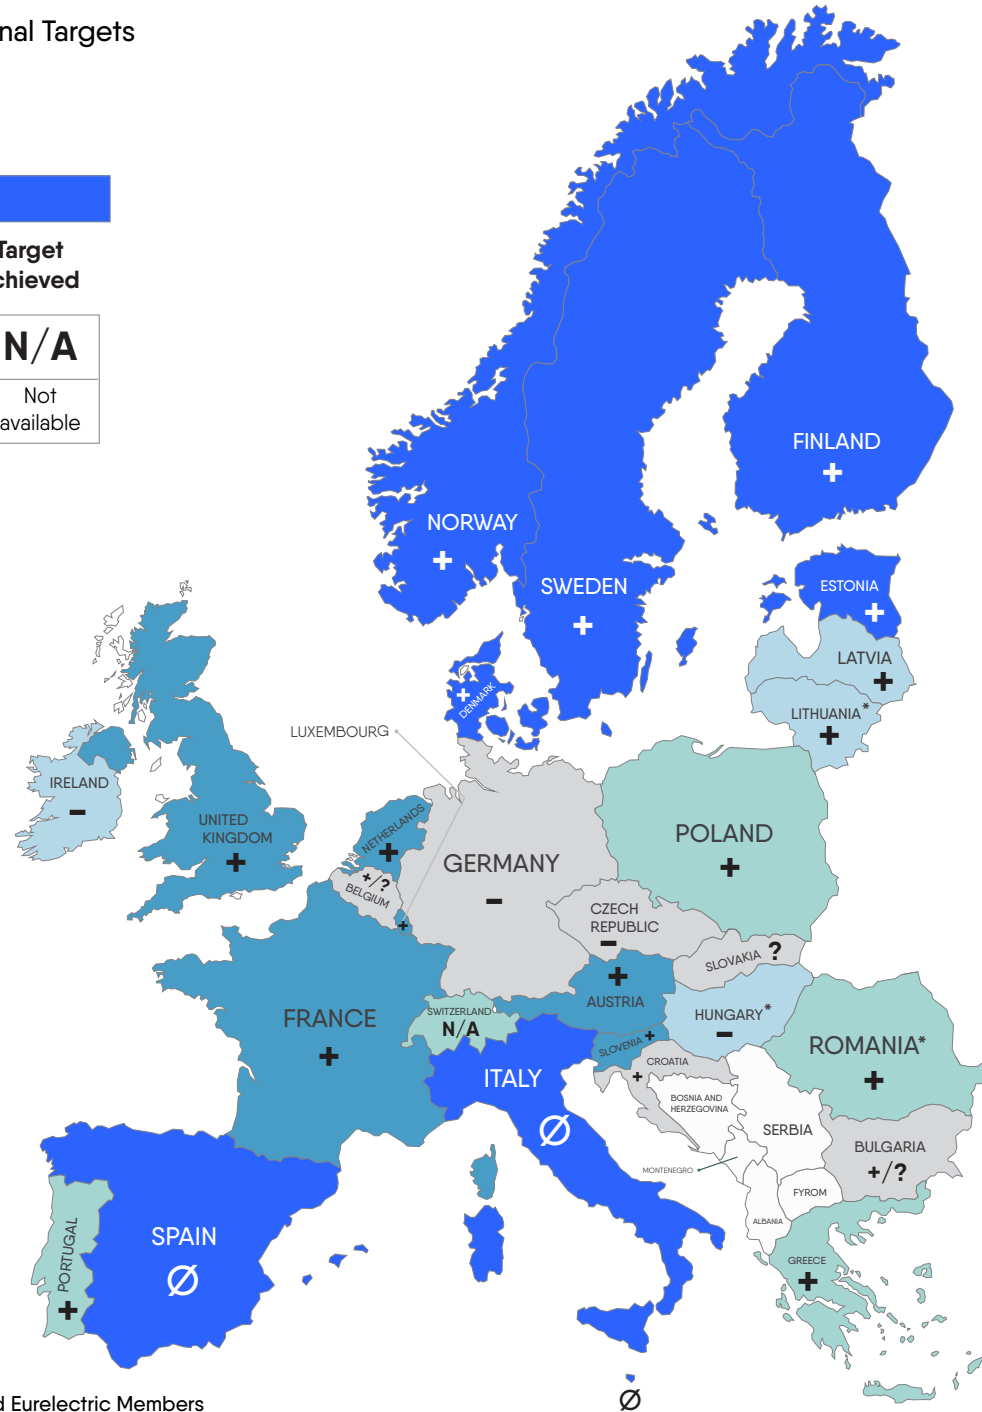 nal Targets
Target
chieved
N/A
Not
available
FINLAND
+
NORWAY
+
SWEDEN
+
ESTONIA
+
LATVIA
+
LITHUANIA*
+
DENMARK
+
LUXEMBOURG
+
IRELAND
-
UNITED
KINGDOM
+
NETHERLANDS
+
+/?
BELGIUM
GERMANY
-
POLAND
+
CZECH
REPUBLIC
-
SLOVAKIA ?
+
AUSTRIA
SWITZERLAND
N/A
HUNGARY*
-
FRANCE
+
SLOVENIA +
CROATIA
+
ROMANIA*
+
ITALY
Ø
BOSNIA AND
HERZEGOVINA
SERBIA
BULGARIA
+/?
MONTENEGRO
FYROM
ALBANIA
GREECE
+
SPAIN
Ø
PORTUGAL
+
Ø
d Eurelectric Members